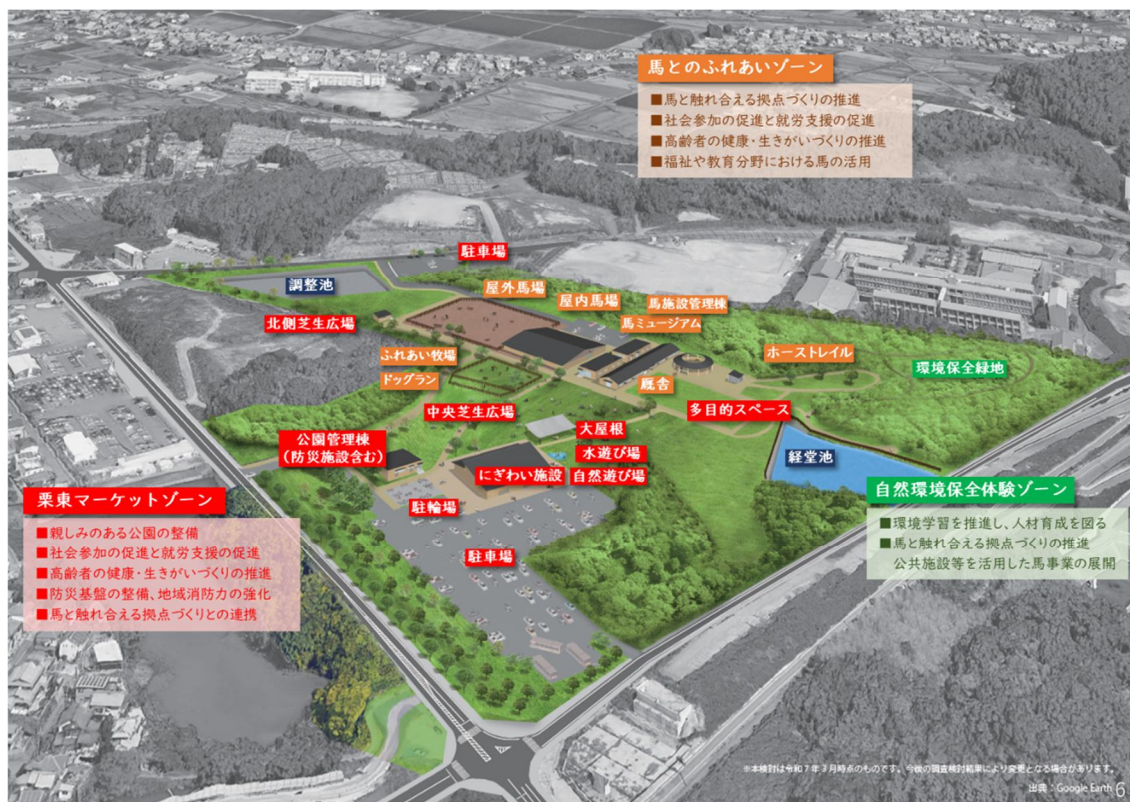 馬とのふれあいゾーン
■馬と触れ合える拠点づくりの推進
■社会参加の促進と就労支援の促進
■高齢者の健康・生きがいづくりの推進
■福祉や教育分野における馬の活用
駐車場
調整池
屋外馬場
屋内馬場
馬施設管理棟
北側芝生広場
馬ミュージアム
ふれあい牧場
ホーストレイル
環境保全緑地
ドッグラン
厩舎
中央芝生広場
多目的スペース
大屋根
公園管理棟
(防災施設含む)
水遊び場
経堂池
にぎわい施設
自然遊び場
栗東マーケットゾーン
■親しみのある公園の整備
■社会参加の促進と就労支援の促進
■高齢者の健康・生きがいづくりの推進
■防災基盤の整備、地域消防力の強化
■馬と触れ合える拠点づくりとの連携
駐輪場
駐車場
自然環境保全体験ゾーン
■環境学習を推進し、人材育成を図る
■馬と触れ合える拠点づくりの推進
公共施設等を活用した馬事業の展開
※本検討は令和7年3月時点のものです。今後の調査検討結果により変更となる場合があります。
出典:Google Earth
6